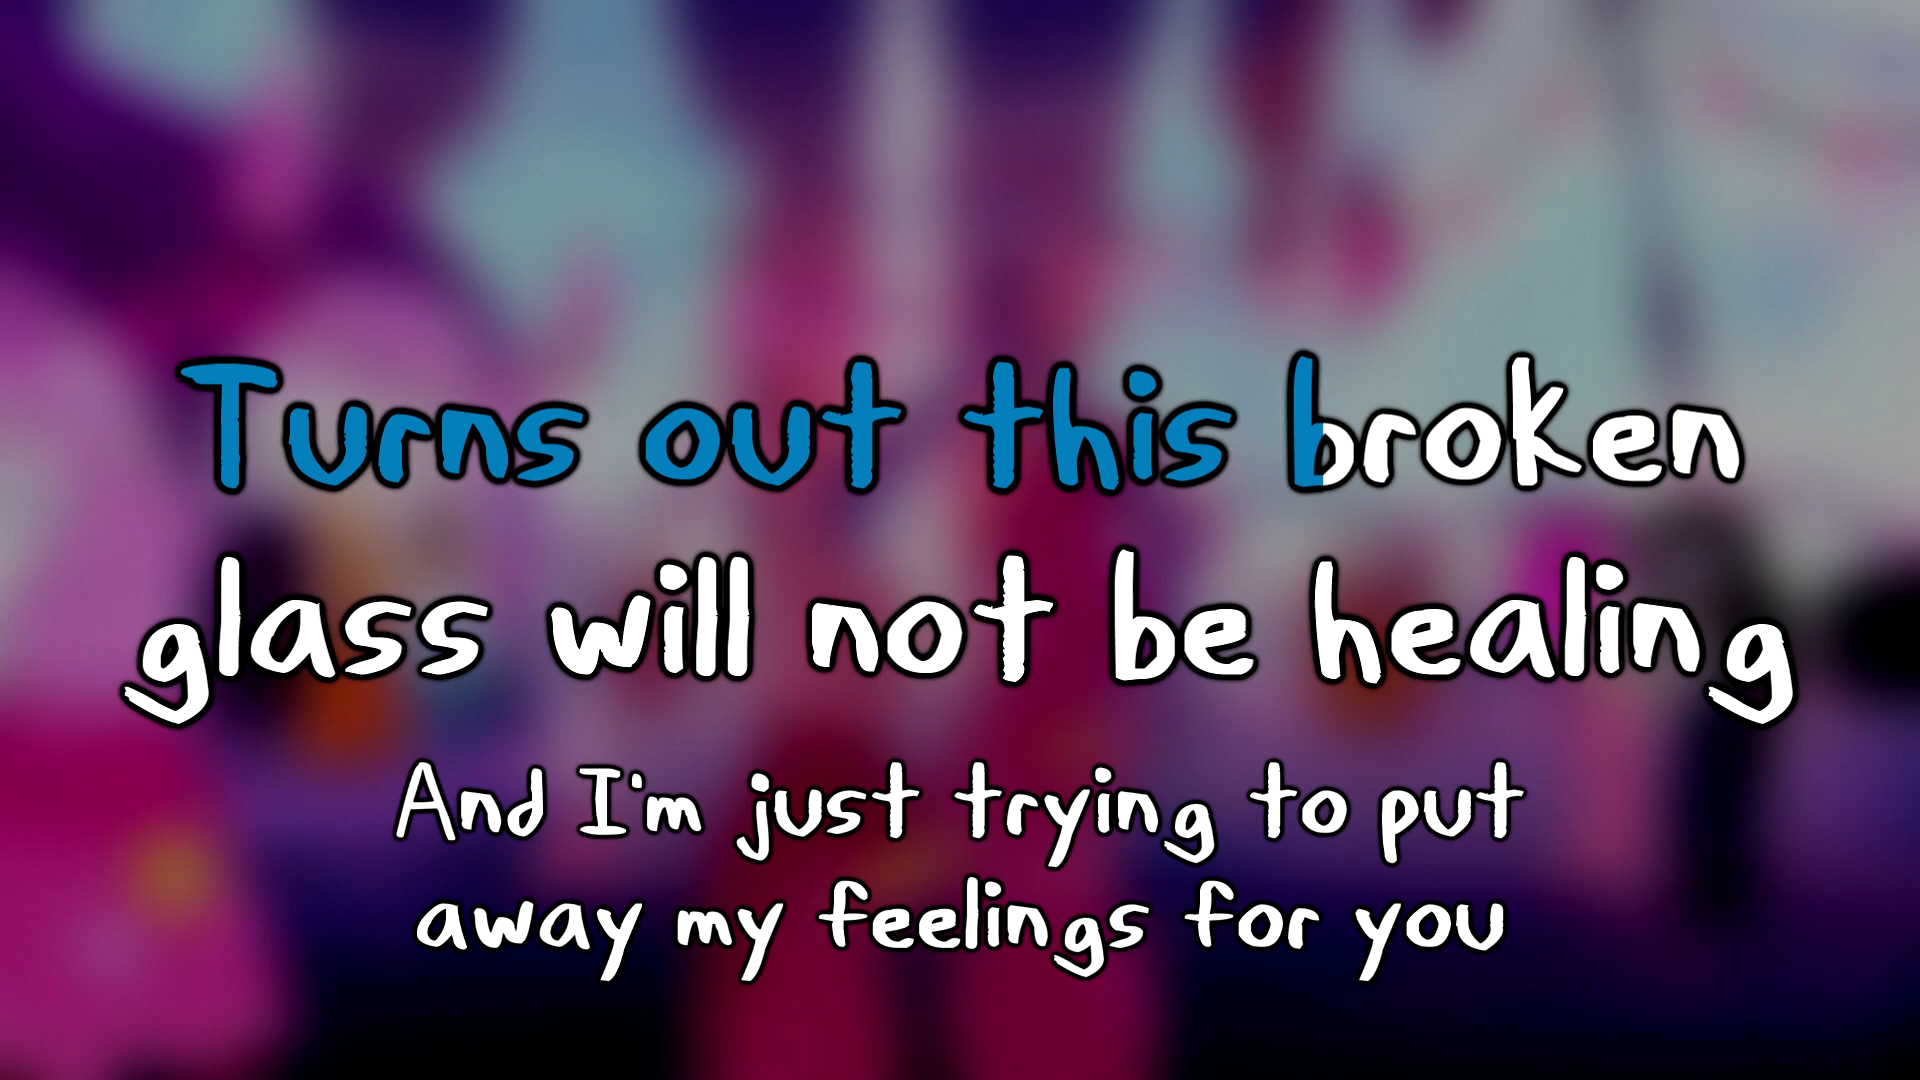 Turns out this broken
glass will not be healing
And I'm just trying to put
away my feelings for you